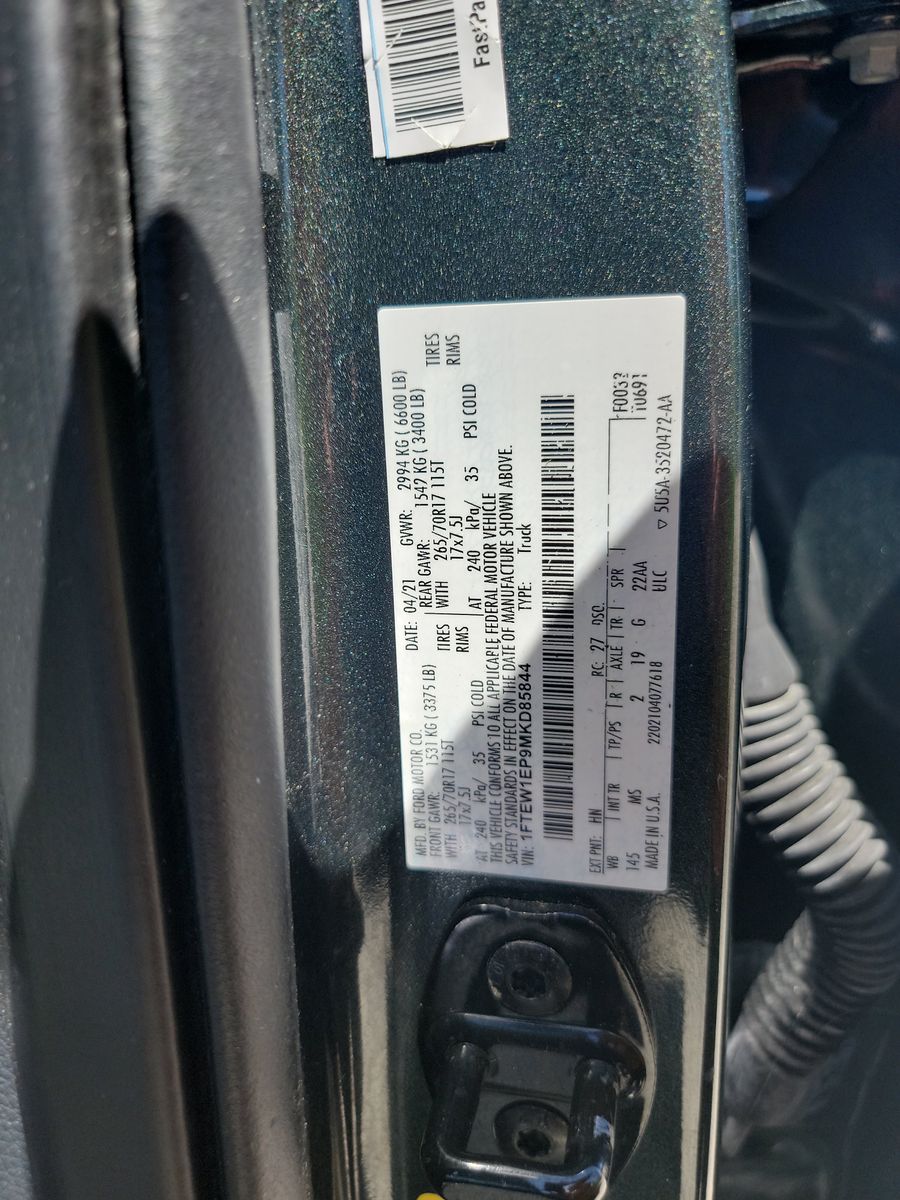 Fas
MFD. BY FORD MOTOR CO. DATE: 04/21 GVWR: 2994 KG ( 6600 LB)
FRONT GAWR: 1531 KG ( 3375 LB) REAR GAWR: 1542 KG ( 3400 LB)
WITH 265/70R17 115T TIRES WITH 265/70R17 115T TIRES
17x7.5J RIMS 17x7.5J RIMS
AT 240 kPa/ 35 PSI COLD AT 240 kPa/ 35 PSI COLD
THIS VEHICLE CONFORMS TO ALL APPLICABLE FEDERAL MOTOR VEHICLE
SAFETY STANDARDS IN EFFECT ON THE DATE OF MANUFACTURE SHOWN ABOVE.
VIN: 1FTEW1EP9MKD85844 TYPE: Truck
EXT PNT: HN RC: 27 DSO:
WB INT TR TP/PS R AXLE TR SPR F0033
145 MS 2 19 G 22AA 10691
MADE IN U.S.A. 2202104077618 ULC
▽ 5U5A-3520472-AA